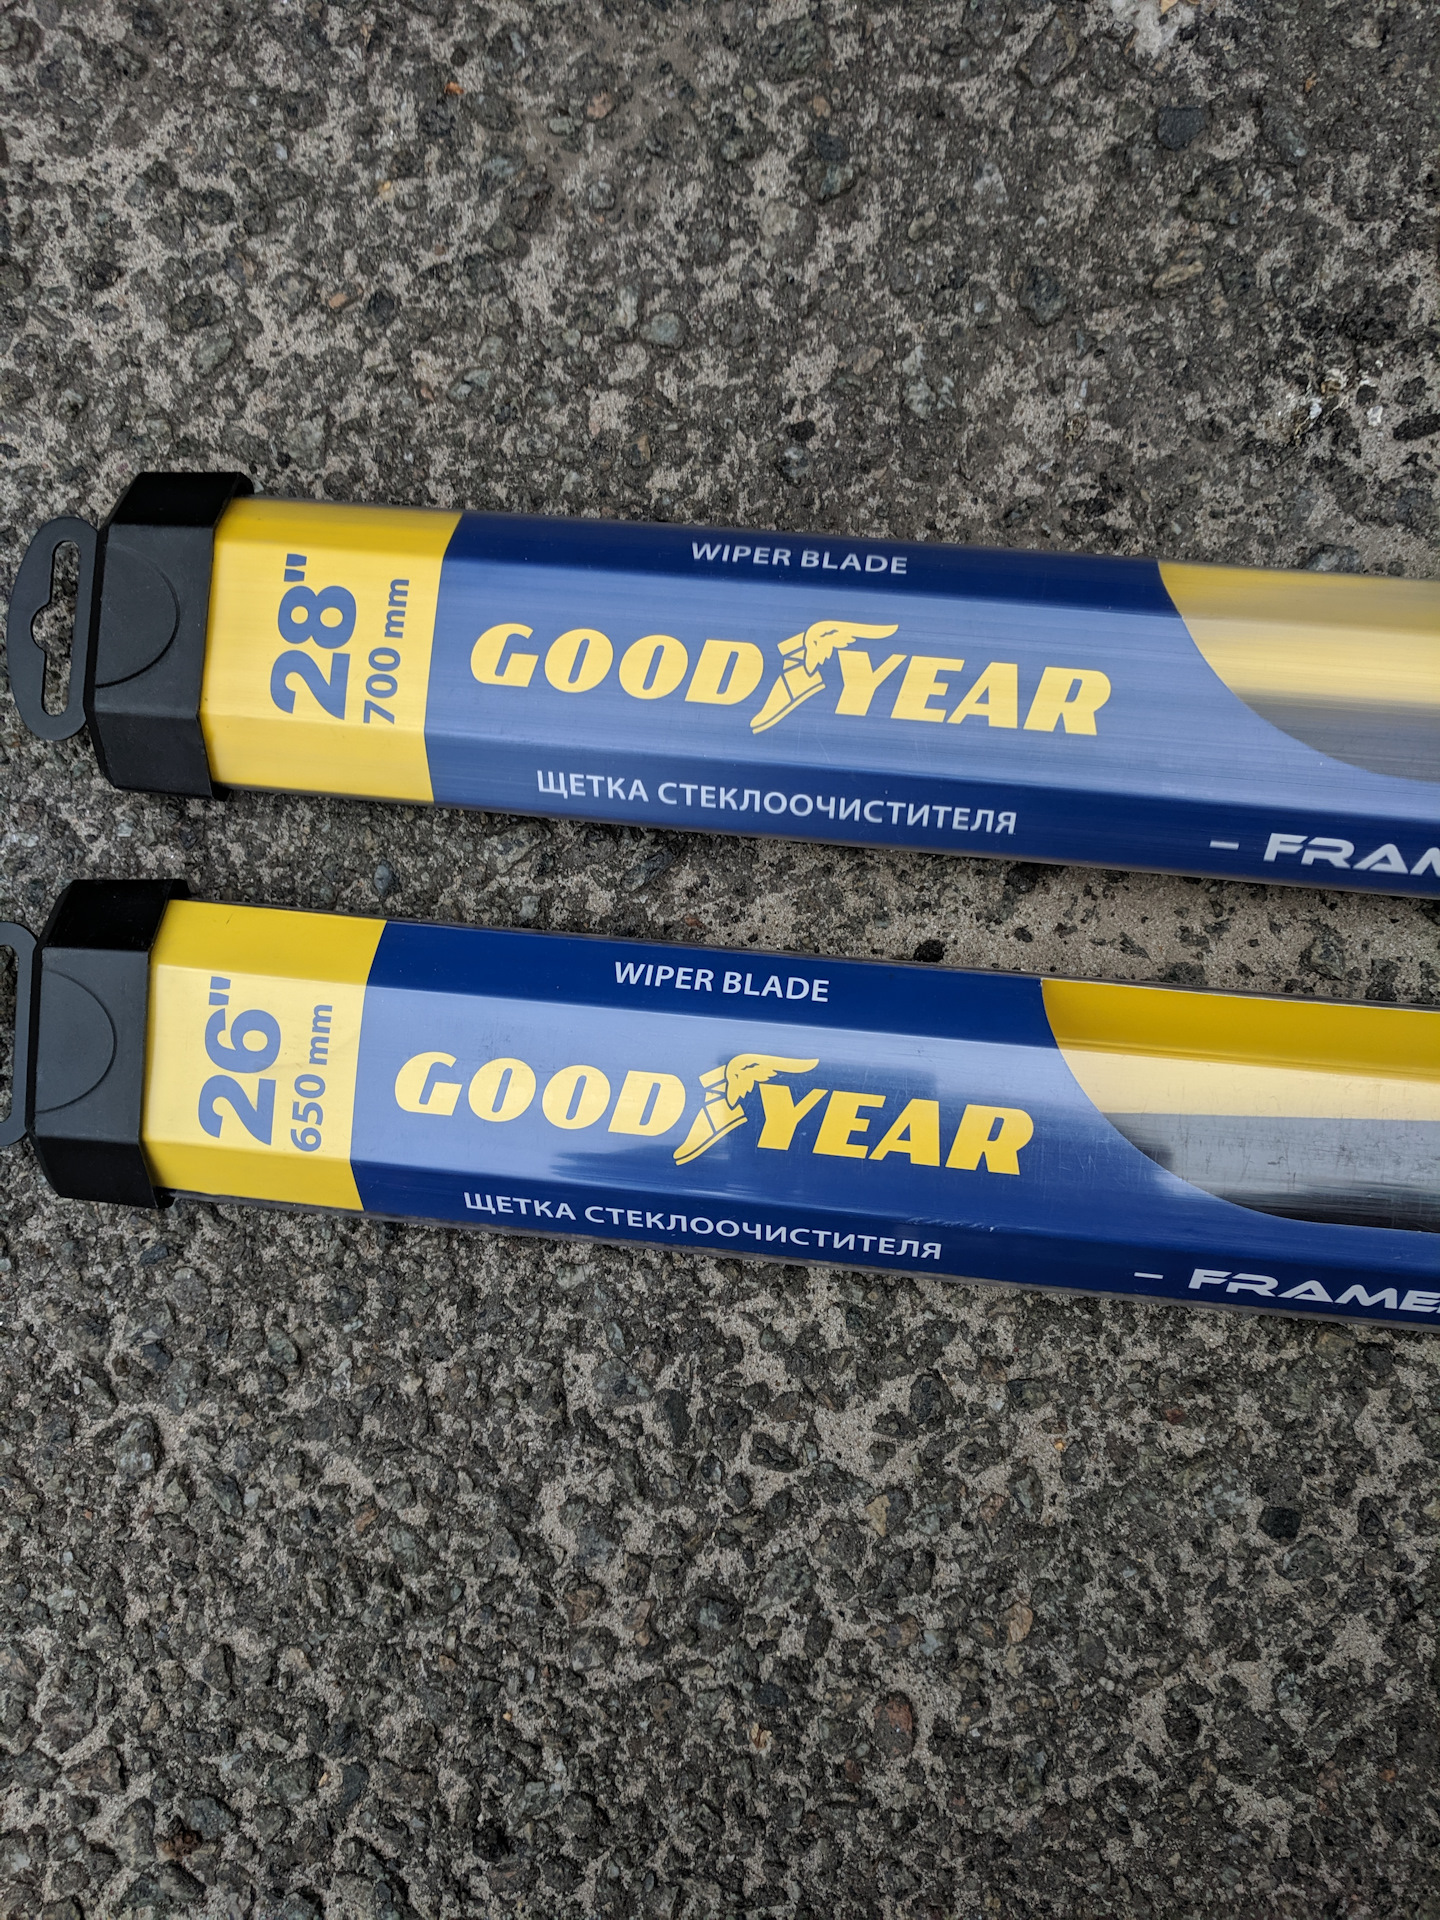 28"
700 mm
WIPER BLADE
GOOD YEAR
ЩЕТКА СТЕКЛООЧИСТИТЕЛЯ
26"
650 mm
WIPER BLADE
GOOD YEAR
ЩЕТКА СТЕКЛООЧИСТИТЕЛЯ